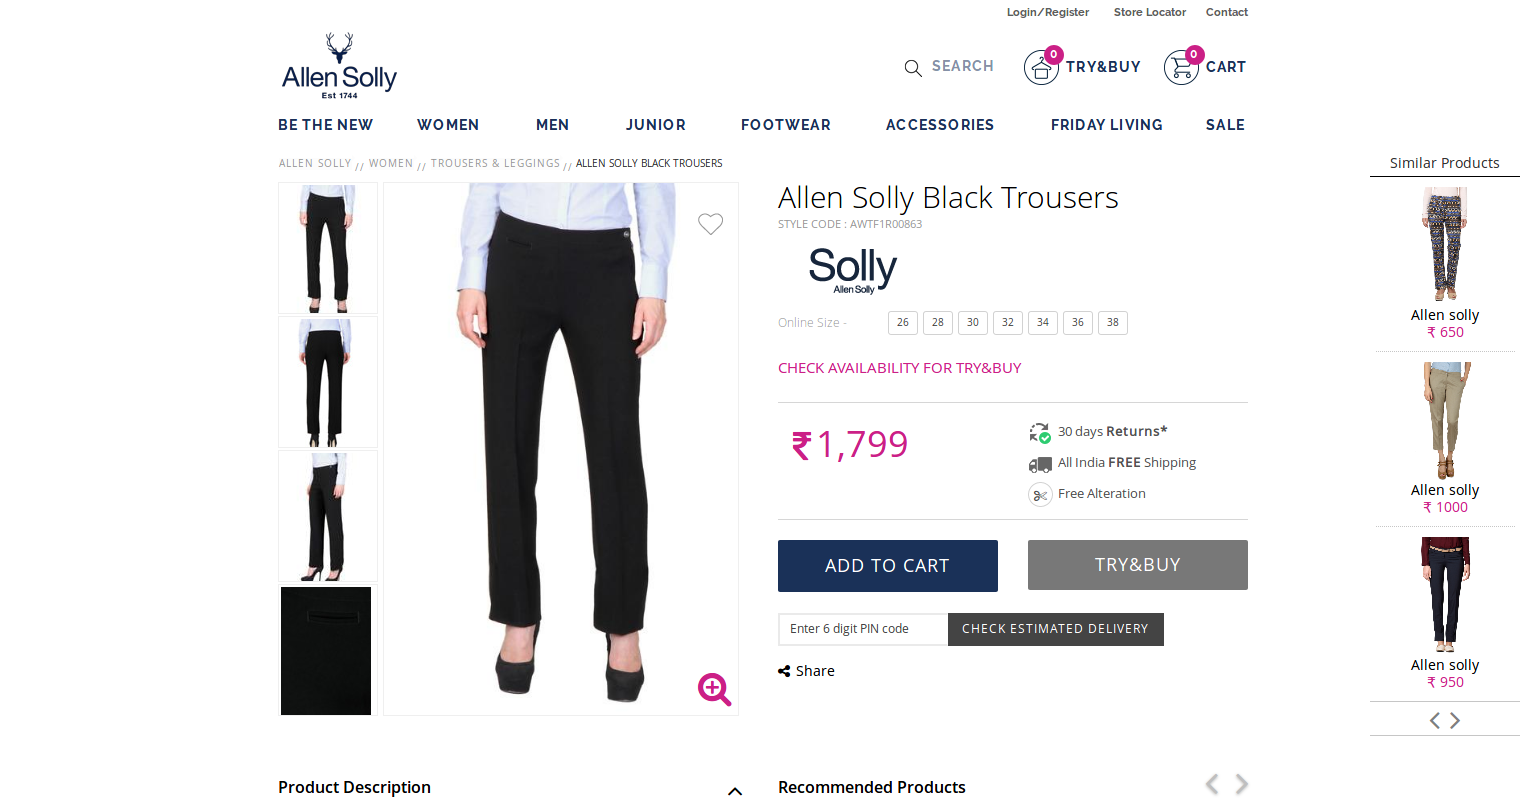 Login/Register Store Locator Contact
Allen Solly
Est 1744
SEARCH 0 TRY&BUY 0 CART
BE THE NEW WOMEN MEN JUNIOR FOOTWEAR ACCESSORIES FRIDAY LIVING SALE
ALLEN SOLLY // WOMEN // TROUSERS & LEGGINGS // ALLEN SOLLY BLACK TROUSERS
Allen Solly Black Trousers
STYLE CODE : AWTF1R00863
Solly
Allen Solly
Online Size - 26 28 30 32 34 36 38
CHECK AVAILABILITY FOR TRY&BUY
₹1,799
30 days Returns*
All India FREE Shipping
Free Alteration
ADD TO CART TRY&BUY
Enter 6 digit PIN code CHECK ESTIMATED DELIVERY
Share
Similar Products
Allen solly
₹ 650
Allen solly
₹ 1000
Allen solly
₹ 950
Product Description
Recommended Products